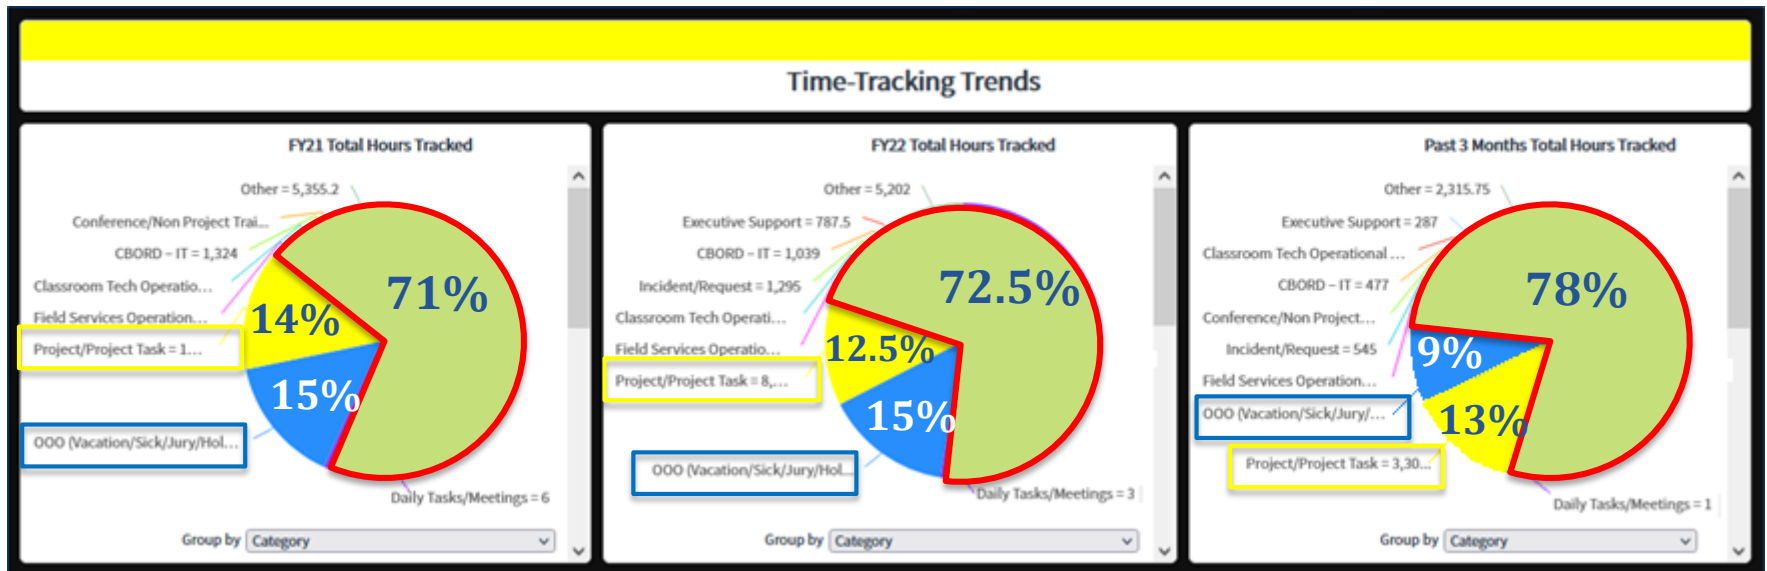 Time-Tracking Trends
FY21 Total Hours Tracked
Other = 5,355.2
Conference/Non Project Trai...
CBORD – IT = 1,324
Classroom Tech Operatio...
Field Services Operation...
Project/Project Task = 1...
OOO (Vacation/Sick/Jury/Hol...
Daily Tasks/Meetings = 6
71%
14%
15%
Group by Category
FY22 Total Hours Tracked
Other = 5,202
Executive Support = 787.5
CBORD – IT = 1,039
Incident/Request = 1,295
Classroom Tech Operati...
Field Services Operatio...
Project/Project Task = 8,...
OOO (Vacation/Sick/Jury/Hol...
Daily Tasks/Meetings = 3
72.5%
12.5%
15%
Group by Category
Past 3 Months Total Hours Tracked
Other = 2,315.75
Executive Support = 287
Classroom Tech Operational ...
CBORD – IT = 477
Conference/Non Project...
Incident/Request = 545
Field Services Operation...
OOO (Vacation/Sick/Jury/...
Project/Project Task = 3,30...
Daily Tasks/Meetings = 1
78%
9%
13%
Group by Category